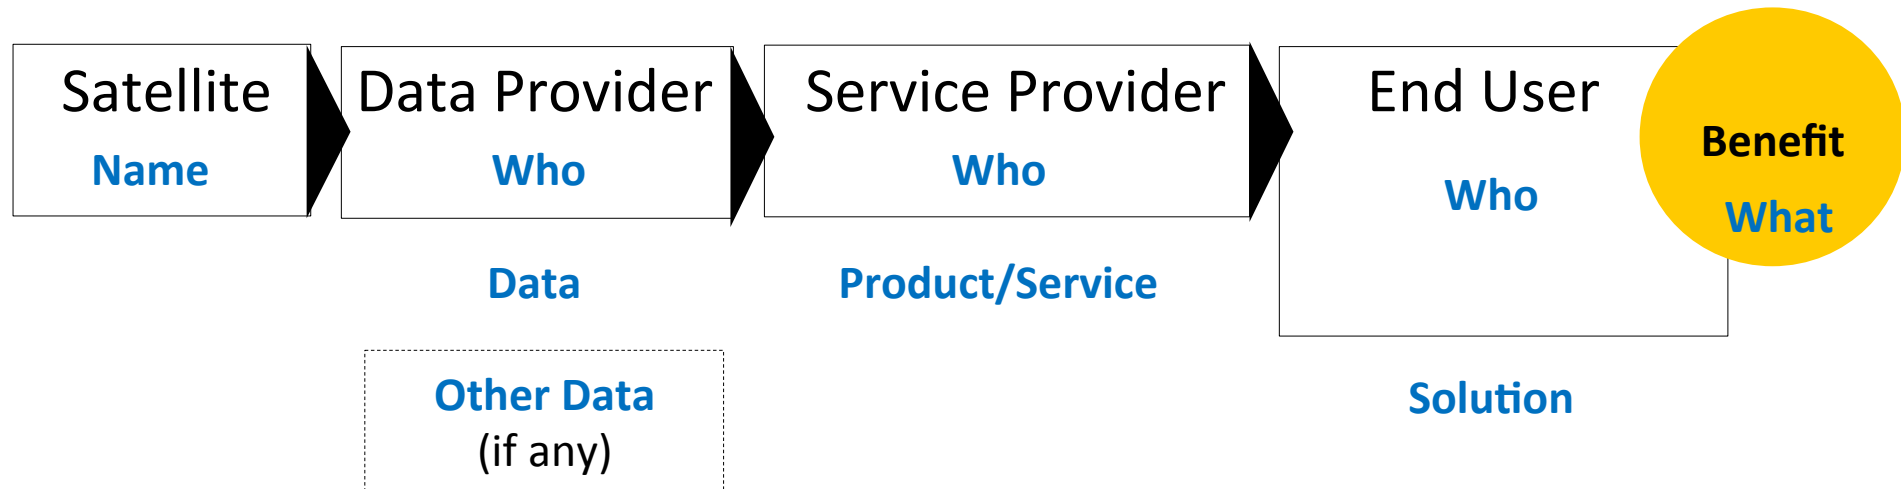 Satellite
Name
Data Provider
Who
Data
Other Data
(if any)
Service Provider
Who
Product/Service
End User
Who
Solution
Benefit
What